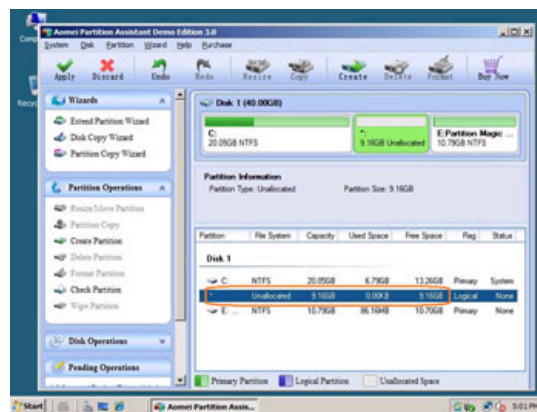 Comp
Recyc
Aomei Partition Assistant Demo Edition 3.0
System Disk Partition Wizard Help Purchase
Apply Discard Undo Redo Resize Copy Create Delete Format Buy Now
Wizards
Extend Partition Wizard
Disk Copy Wizard
Partition Copy Wizard
Partition Operations
Resize/Move Partition
Partition Copy
Create Partition
Delete Partition
Format Partition
Check Partition
Wipe Partition
Disk Operations
Pending Operations
Disk 1 (40.00GB)
C:
20.05GB NTFS
*:
9.16GB Unallocated
E:Partition Magic ...
10.79GB NTFS
Partition Information
Partition Type: Unallocated Partition Size: 9.16GB
Partition File System Capacity Used Space Free Space Flag Status
Disk 1
C: NTFS 20.05GB 6.79GB 13.26GB Primary System
* Unallocated 9.16GB 0.00KB 9.16GB Logical None
E: ... NTFS 10.79GB 86.16MB 10.70GB Primary None
Primary Partition Logical Partition Unallocated Space
Start Aomei Partition Assis... 5:01 PM